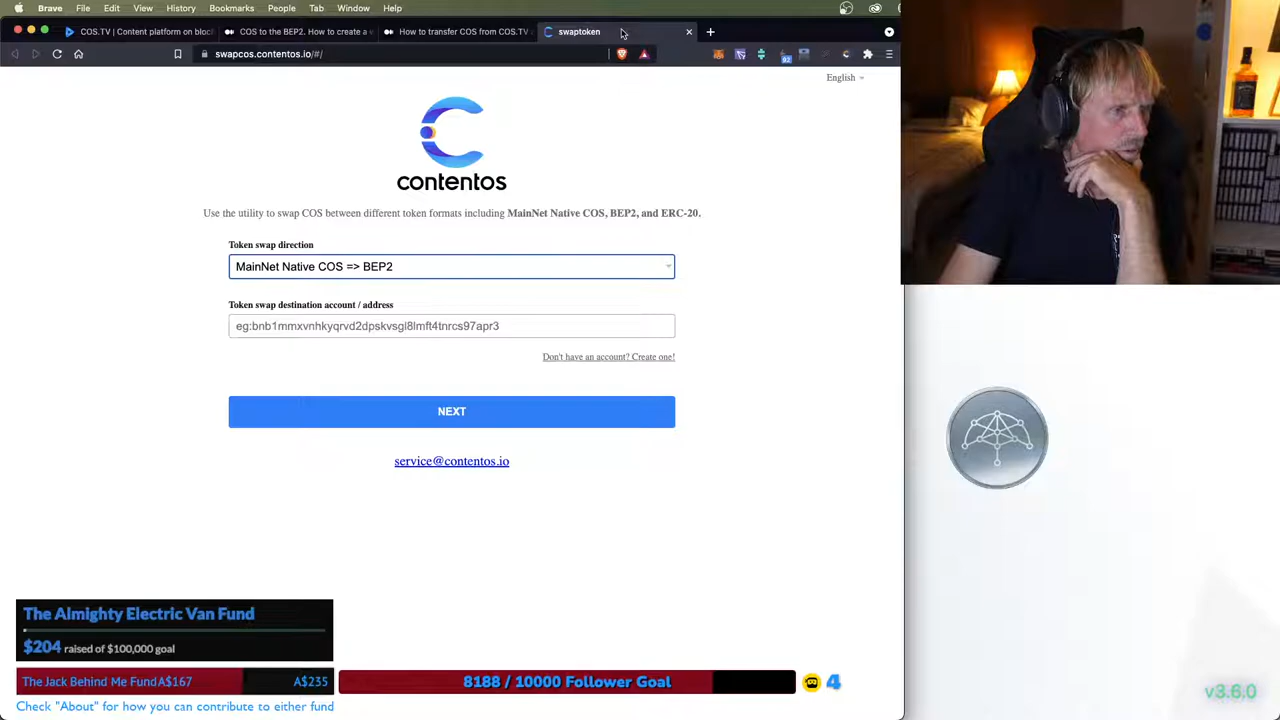 Brave Browser File Edit View History Bookmarks People Tab Window Help
COS.TV | Content platform on bloc
COS to the BEP2. How to create a v
How to transfer COS from COS.TV
swaptoken
swapcos.contentos.io/#/
92
English
contentos
Use the utility to swap COS between different token formats including MainNet Native COS, BEP2, and ERC-20.
Token swap direction
MainNet Native COS => BEP2
Token swap destination account / address
eg:bnb1mmxvnhkyqrvd2dpskvsgl8lmft4tnrcs97apr3
Don't have an account? Create one!
NEXT
service@contentos.io
The Almighty Electric Van Fund
$204 raised of $100,000 goal
The Jack Behind Me Fund A$167
A$235
8188 / 10000 Follower Goal
4
Check "About" for how you can contribute to either fund
v3.6.0